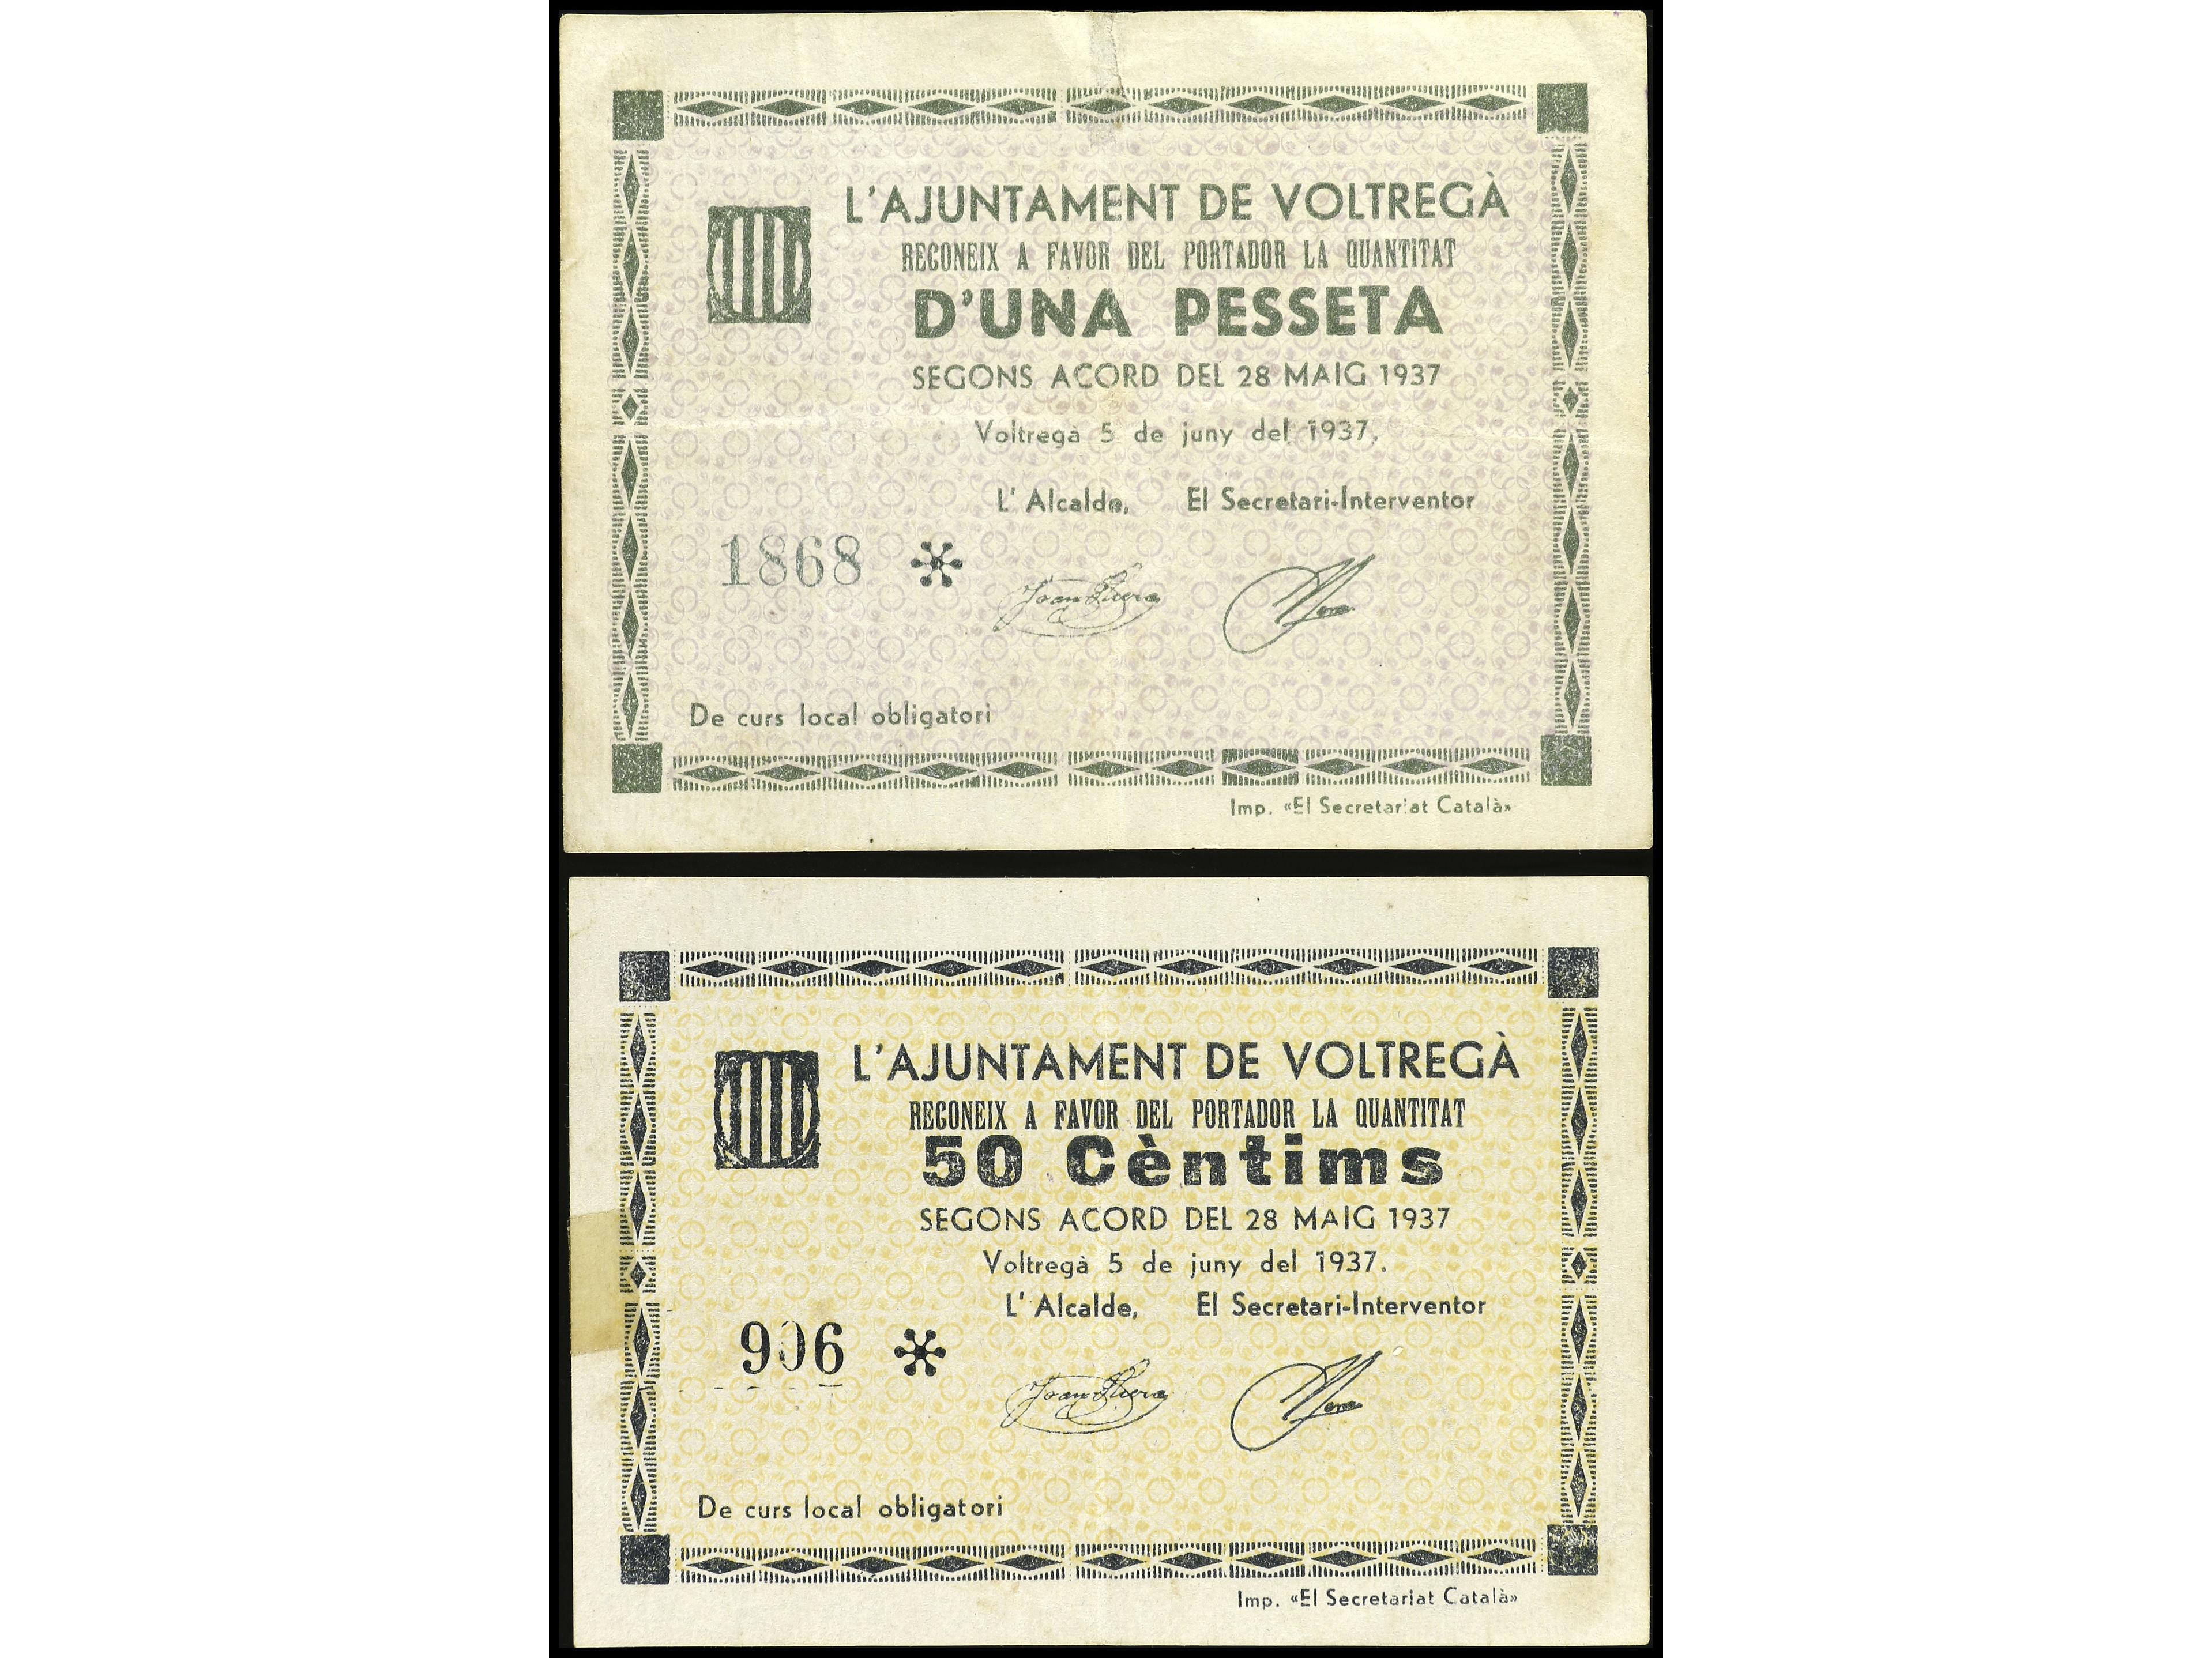 L'AJUNTAMENT DE VOLTREGÀ
RECONEIX A FAVOR DEL PORTADOR LA QUANTITAT
D'UNA PESSETA
SEGONS ACORD DEL 28 MAIG 1937
Voltregà 5 de juny del 1937.
L' Alcalde, El Secretari-Interventor
1868 *
De curs local obligatori
Imp. «El Secretariat Català»
L'AJUNTAMENT DE VOLTREGÀ
RECONEIX A FAVOR DEL PORTADOR LA QUANTITAT
50 Cèntims
SEGONS ACORD DEL 28 MAIG 1937
Voltregà 5 de juny del 1937.
L' Alcalde, El Secretari-Interventor
906 *
De curs local obligatori
Imp. «El Secretariat Català»